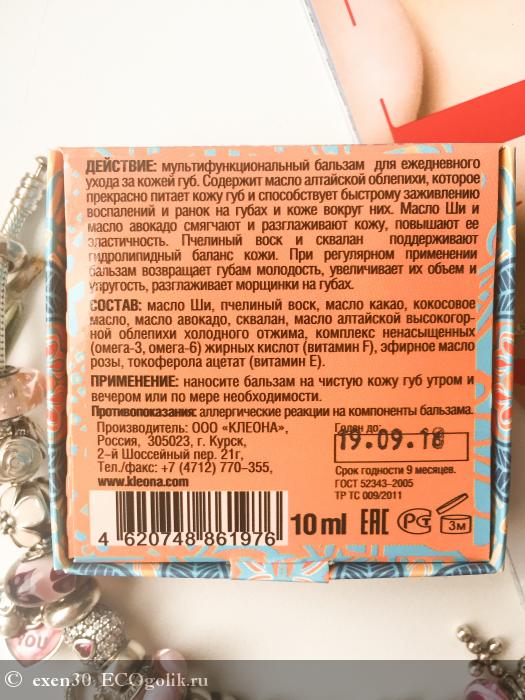 ДЕЙСТВИЕ: мультифункциональный бальзам для ежедневного
ухода за кожей губ. Содержит масло алтайской облепихи, которое
прекрасно питает кожу губ и способствует быстрому заживлению
воспалений и ранок на губах и коже вокруг них. Масло Ши и
масло авокадо смягчают и разглаживают кожу, повышают ее
эластичность. Пчелиный воск и сквалан поддерживают
гидролипидный баланс кожи. При регулярном применении
бальзам возвращает губам молодость, увеличивает их объем и
упругость, разглаживает морщинки на губах.
СОСТАВ: масло Ши, пчелиный воск, масло какао, кокосовое
масло, масло авокадо, сквалан, масло алтайской высокогор-
ной облепихи холодного отжима, комплекс ненасыщенных
(омега-3, омега-6) жирных кислот (витамин F), эфирное масло
розы, токоферола ацетат (витамин Е).
ПРИМЕНЕНИЕ: наносите бальзам на чистую кожу губ утром и
вечером или по мере необходимости.
Противопоказания: аллергические реакции на компоненты бальзама.
Производитель: ООО «КЛЕОНА»,
Россия, 305023, г. Курск,
2-й Шоссейный пер. 21г,
Тел./факс: +7 (4712) 770-355,
www.kleona.com
Годен до:
19.09.18
Срок годности 9 месяцев.
ГОСТ 52343-2005
ТР ТС 009/2011
4 620748 861976
10 ml ЕАС РСТ 3м
YOU
© exen30 ECOgolik.ru